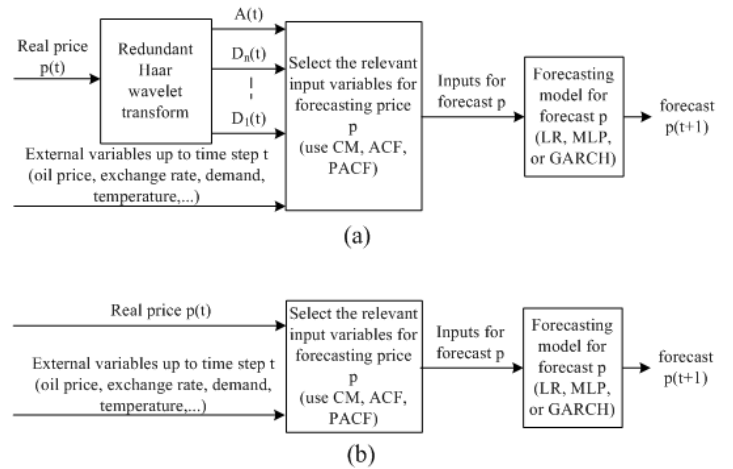 A(t)
Real price
p(t)
Redundant
Haar
wavelet
transform
Dn(t)
D1(t)
External variables up to time step t
(oil price, exchange rate, demand,
temperature,...)
Select the relevant
input variables for
forecasting price
p
(use CM, ACF,
PACF)
Inputs for
forecast p
Forecasting
model for
forecast p
(LR, MLP,
or GARCH)
forecast
p(t+1)
(a)
Real price p(t)
External variables up to time step t
(oil price, exchange rate, demand,
temperature,...)
Select the relevant
input variables for
forecasting price
p
(use CM, ACF,
PACF)
Inputs for
forecast p
Forecasting
model for
forecast p
(LR, MLP,
or GARCH)
forecast
p(t+1)
(b)